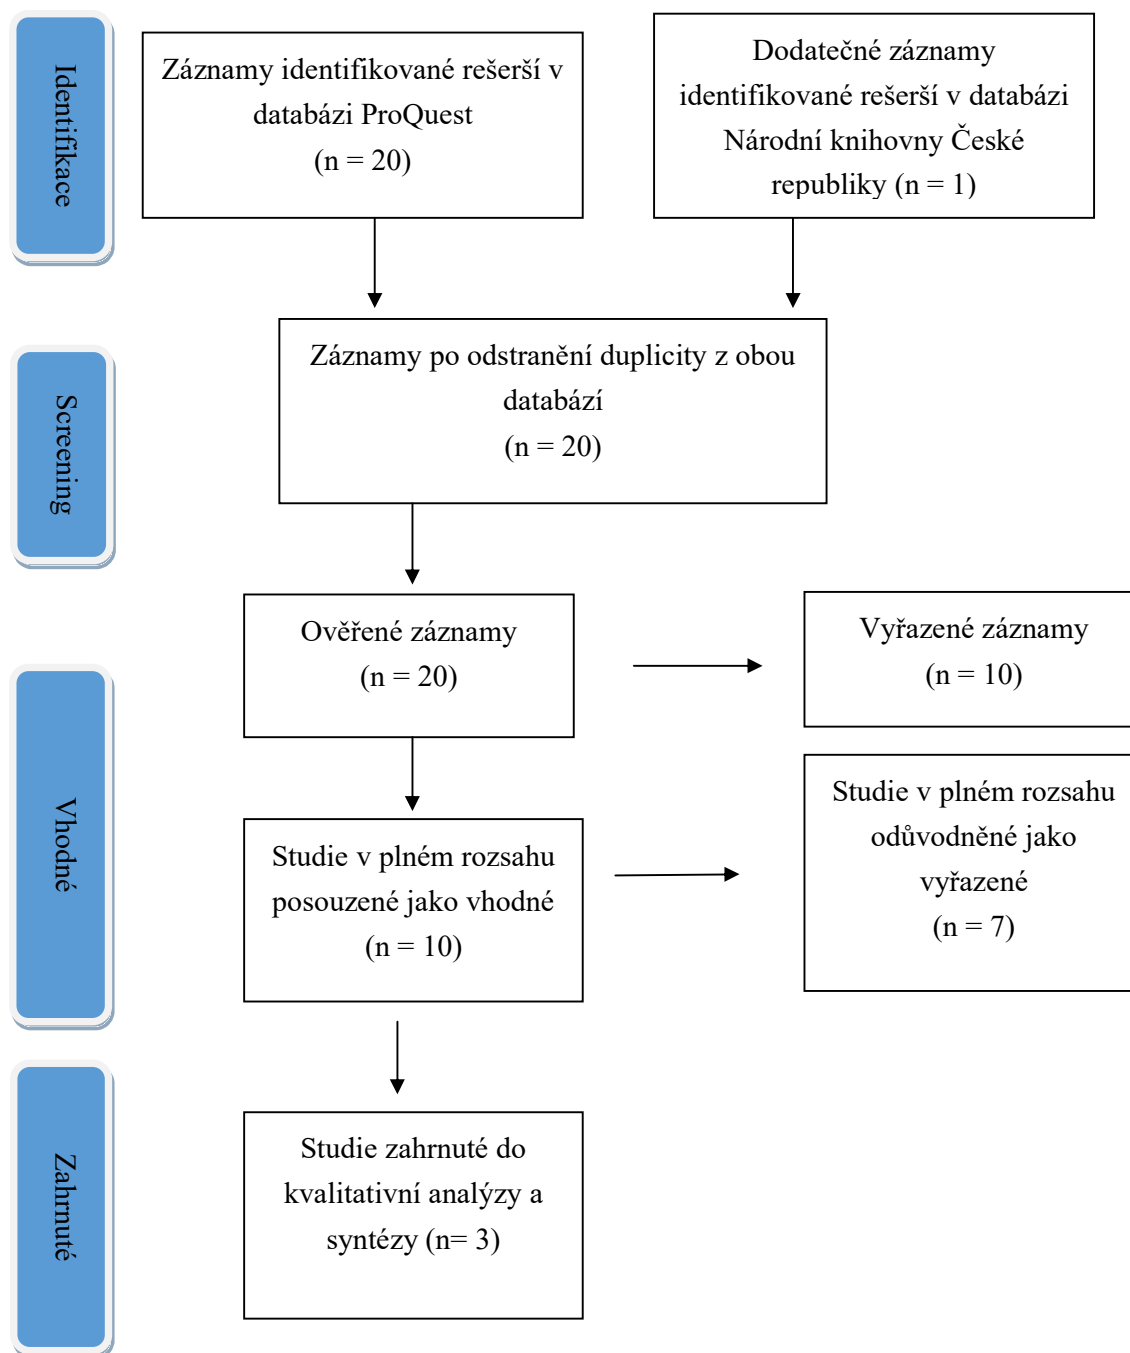 Identifikace
Záznamy identifikované rešerší v
databázi ProQuest
(n = 20)
Dodatečné záznamy
identifikované rešerší v databázi
Národní knihovny České
republiky (n = 1)
Screening
Záznamy po odstranění duplicity z obou
databází
(n = 20)
Vhodné
Ověřené záznamy
(n = 20)
Vyřazené záznamy
(n = 10)
Studie v plném rozsahu
posouzené jako vhodné
(n = 10)
Studie v plném rozsahu
odůvodněné jako
vyřazené
(n = 7)
Zahrnuté
Studie zahrnuté do
kvalitativní analýzy a
syntézy (n= 3)